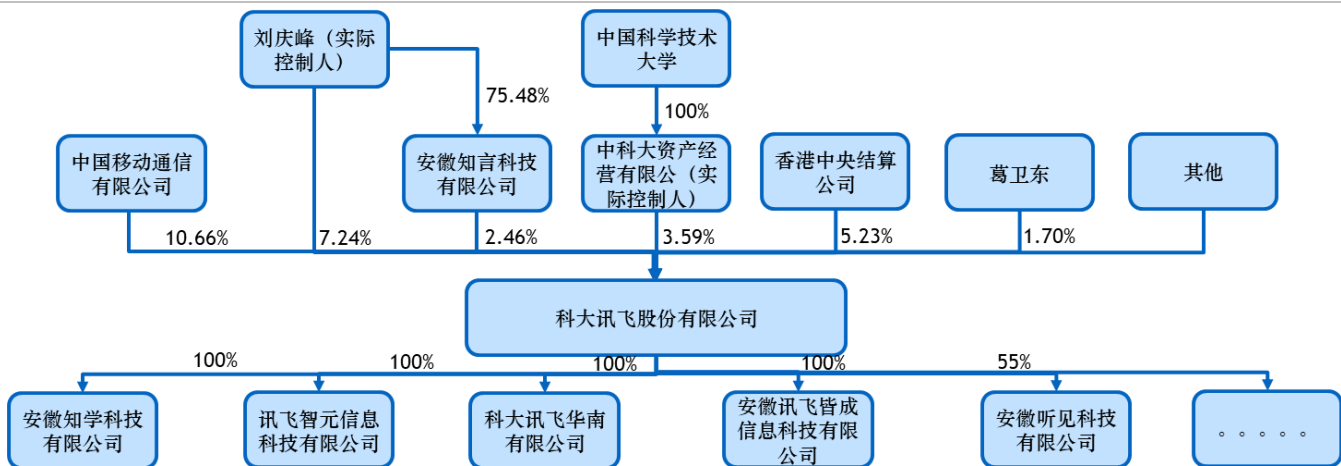 刘庆峰（实际
控制人）
中国科学技术
大学
75.48%
100%
中国移动通信
有限公司
安徽知言科技
有限公司
中科大资产经
营有限公（实
际控制人）
香港中央结算
公司
葛卫东
其他
10.66%
7.24%
2.46%
3.59%
5.23%
1.70%
科大讯飞股份有限公司
100%
100%
100%
100%
55%
安徽知学科技
有限公司
讯飞智元信息
科技有限公司
科大讯飞华南
有限公司
安徽讯飞皆成
信息科技有限
公司
安徽听见科技
有限公司
。。。。。